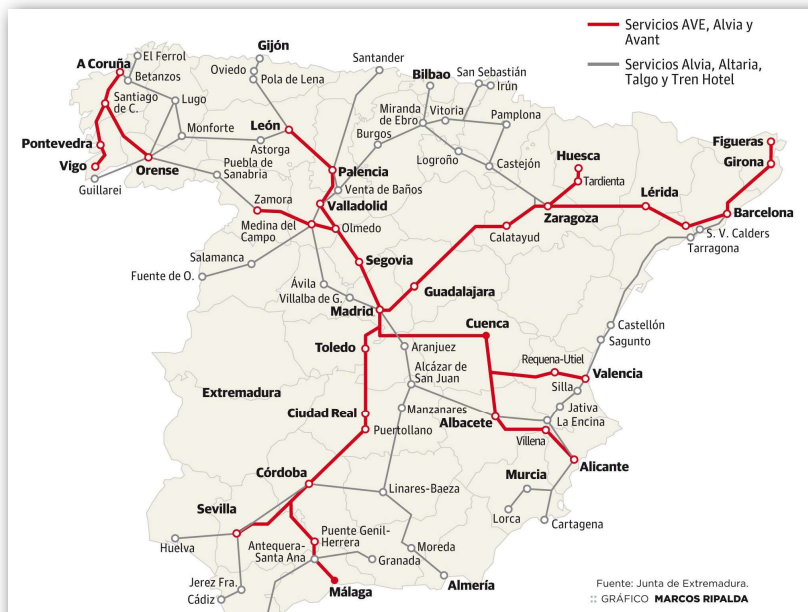 Servicios AVE, Alvia y
Avant
Servicios Alvia, Altaria,
Talgo y Tren Hotel
A Coruña
El Ferrol
Betanzos
Santiago
de C.
Lugo
Monforte
Pontevedra
Vigo
Guillarei
Orense
Gijón
Oviedo
Pola de Lena
León
Astorga
Puebla de
Sanabria
Zamora
Santander
Palencia
Burgos
Venta de Baños
Valladolid
Medina del
Campo
Olmedo
Salamanca
Fuente de O.
Segovia
Ávila
Villalba de G.
Madrid
Bilbao
San Sebastián
Irún
Miranda
de Ebro
Vitoria
Pamplona
Logroño
Castejón
Huesca
Tardienta
Zaragoza
Calatayud
Guadalajara
Lérida
Figueras
Girona
Barcelona
S. V. Calders
Tarragona
Castellón
Sagunto
Cuenca
Requena-Utiel
Valencia
Silla
Jativa
La Encina
Toledo
Aranjuez
Alcázar de
San Juan
Extremadura
Ciudad Real
Puertollano
Manzanares
Albacete
Villena
Alicante
Murcia
Lorca
Cartagena
Córdoba
Linares-Baeza
Sevilla
Huelva
Jerez Fra.
Cádiz
Antequera-
Santa Ana
Puente Genil-
Herrera
Málaga
Granada
Moreda
Almería
Fuente: Junta de Extremadura.
:: GRÁFICO MARCOS RIPALDA